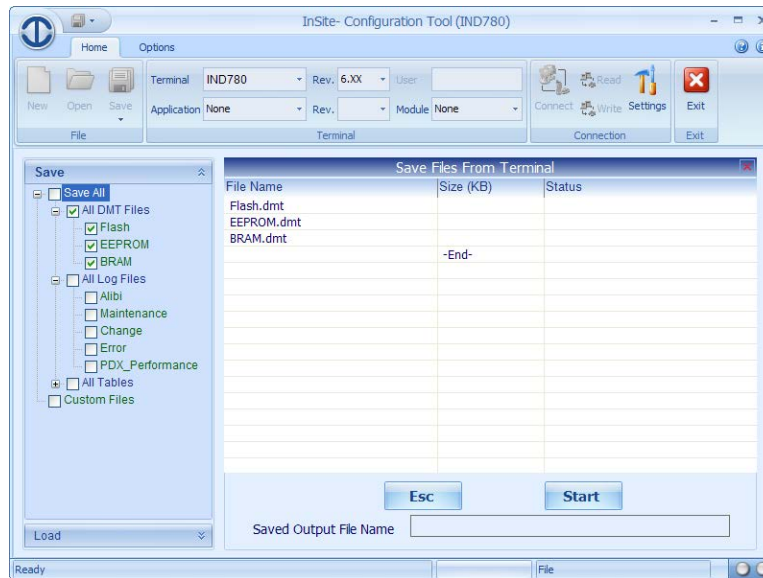 InSite- Configuration Tool (IND780)
Home Options
Terminal IND780 Rev. 6.XX User
Application None Rev. Module None
New Open Save
Connect Read Write Settings Exit
File Terminal Connection Exit
Save
Save All
All DMT Files
Flash
EEPROM
BRAM
All Log Files
Alibi
Maintenance
Change
Error
PDX_Performance
All Tables
Custom Files
Load
Save Files From Terminal
File Name Size (KB) Status
Flash.dmt
EEPROM.dmt
BRAM.dmt
-End-
Esc Start
Saved Output File Name
Ready File